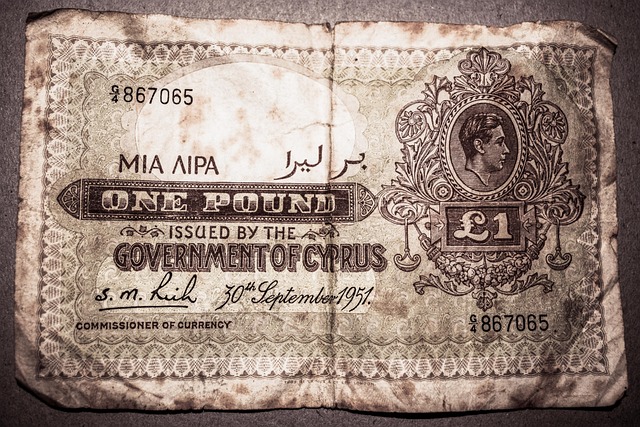 G/4 867065
ΜΙΑ ΛΙΡΑ بر ليرا
ONE POUND
ISSUED BY THE
GOVERNMENT OF CYPRUS
£1
30th September 1951.
COMMISSIONER OF CURRENCY
G/4 867065